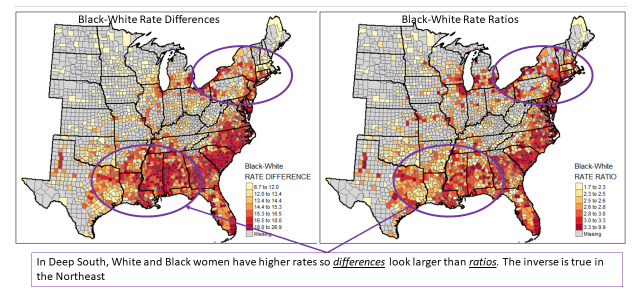 Black-White Rate Differences
Black-White Rate Ratios
Black-White
RATE DIFFERENCE
6.7 to 12.0
12.0 to 13.4
13.4 to 14.4
14.4 to 15.3
15.3 to 16.5
16.5 to 18.0
18.0 to 26.9
Missing
Black-White
RATE RATIO
1.7 to 2.3
2.3 to 2.5
2.5 to 2.6
2.6 to 2.8
2.8 to 3.0
3.0 to 3.3
3.3 to 9.9
Missing
In Deep South, White and Black women have higher rates so differences look larger than ratios. The inverse is true in
the Northeast